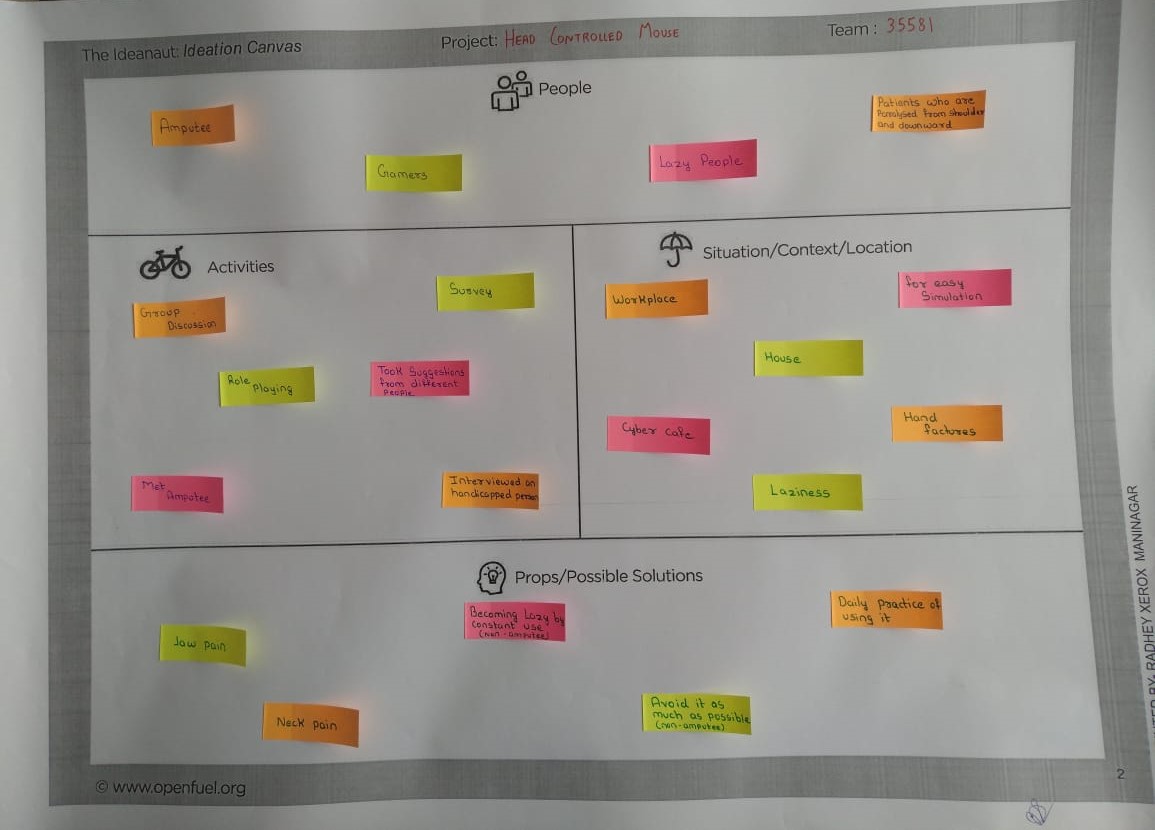 The Ideanaut: Ideation Canvas
Project: HEAD CONTROLLED MOUSE
Team: 35581
People
Amputee
Gamers
Lazy People
Patients who are
Paralysed from shoulder
and downward
Activities
Group
Discussion
Survey
Role
Playing
Took Suggestions
from different
People
Met
Amputee
Interviewed an
handicapped person
Situation/Context/Location
Workplace
for easy
Simulation
House
Cyber cafe
Hand
factures
Laziness
Props/Possible Solutions
Jaw pain
Becoming Lazy by
constant use
(non-amputee)
Daily practice of
using it
Neck pain
Avoid it as
much as possible
(non-amputee)
© www.openfuel.org
2
BY: RADHEY XEROX MANINAGAR